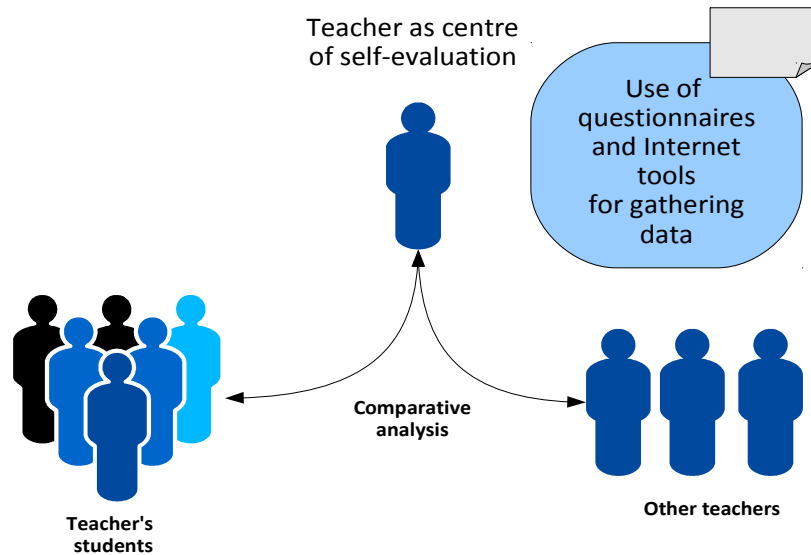 Teacher as centre
of self-evaluation
Use of
questionnaires
and Internet
tools
for gathering
data
Comparative
analysis
Teacher's
students
Other teachers